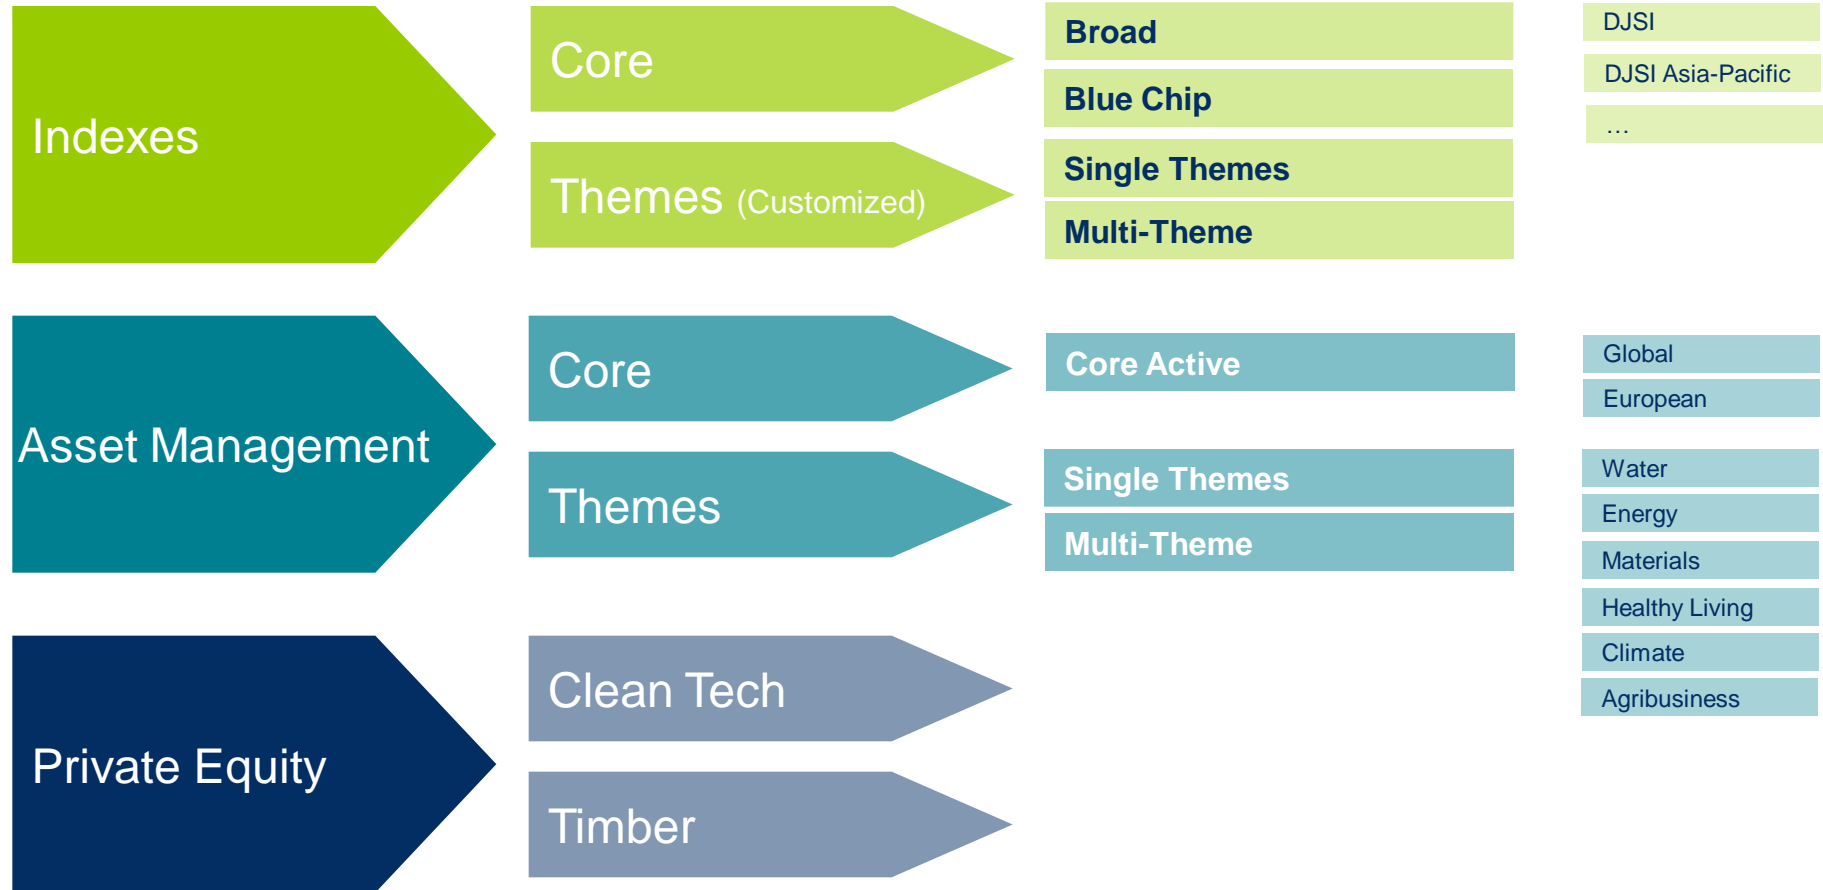 Indexes
Core
Themes (Customized)
Broad
Blue Chip
Single Themes
Multi-Theme
DJSI
DJSI Asia-Pacific
…
Asset Management
Core
Themes
Core Active
Single Themes
Multi-Theme
Global
European
Water
Energy
Materials
Healthy Living
Climate
Agribusiness
Private Equity
Clean Tech
Timber